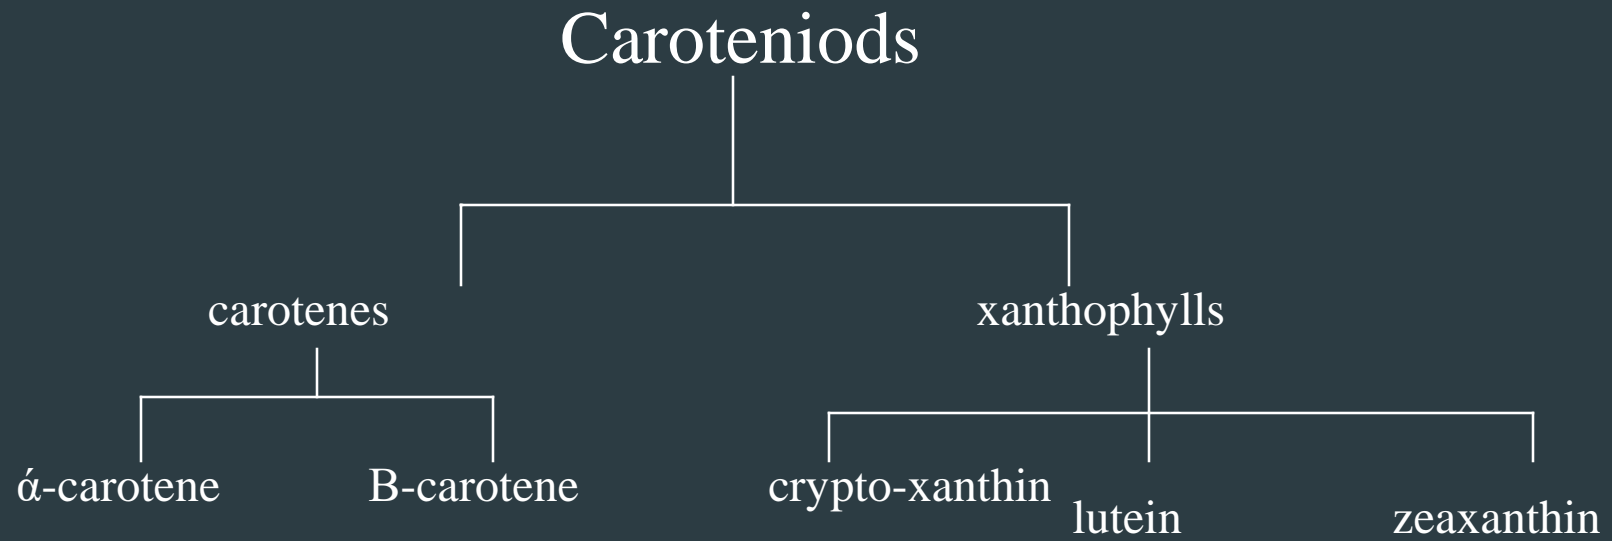 Caroteniods
carotenes
xanthophylls
ά-carotene
B-carotene
crypto-xanthin
lutein
zeaxanthin